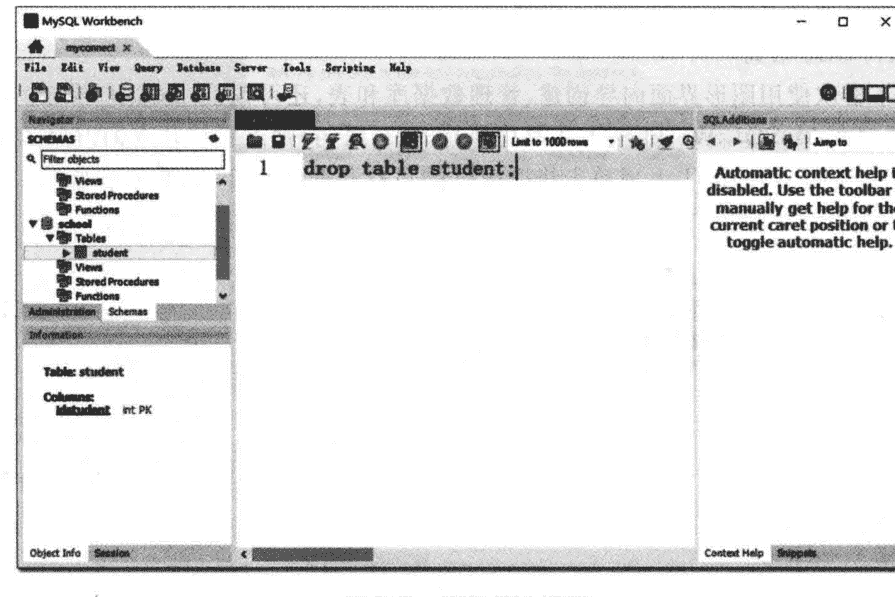 MySQL Workbench
myconnect ×
File Edit View Query Database Server Tools Scripting Help
Navigator
SCHEMAS
Filter objects
Views
Stored Procedures
Functions
school
Tables
student
Views
Stored Procedures
Functions
Administration Schemas
Information
Table: student
Columns:
idstudent int PK
Object Info Session
Limit to 1000 rows
1 drop table student;
SQLAdditions
Jump to
Automatic context help
disabled. Use the toolbar
manually get help for the
current caret position or
toggle automatic help.
Context Help Snippets